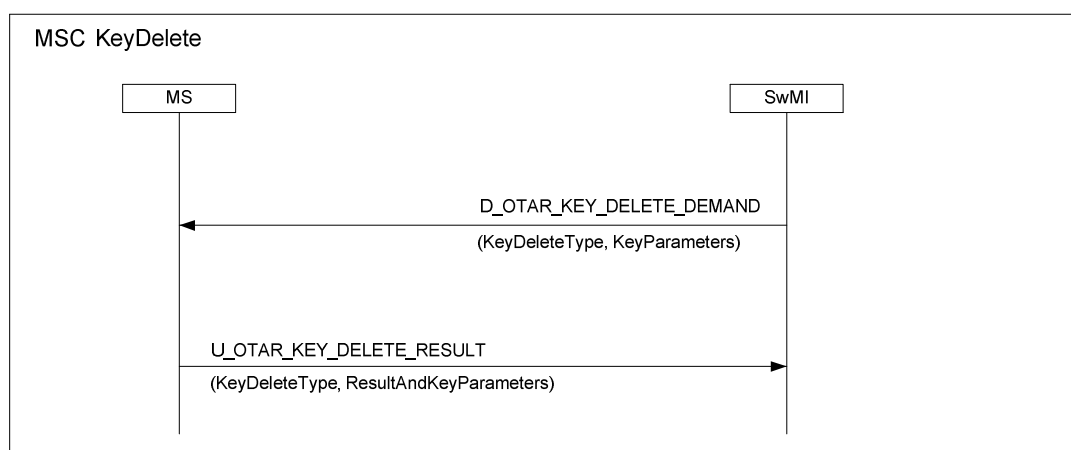 MSC KeyDelete
MS
SwMI
D_OTAR_KEY_DELETE_DEMAND
(KeyDeleteType, KeyParameters)
U_OTAR_KEY_DELETE_RESULT
(KeyDeleteType, ResultAndKeyParameters)